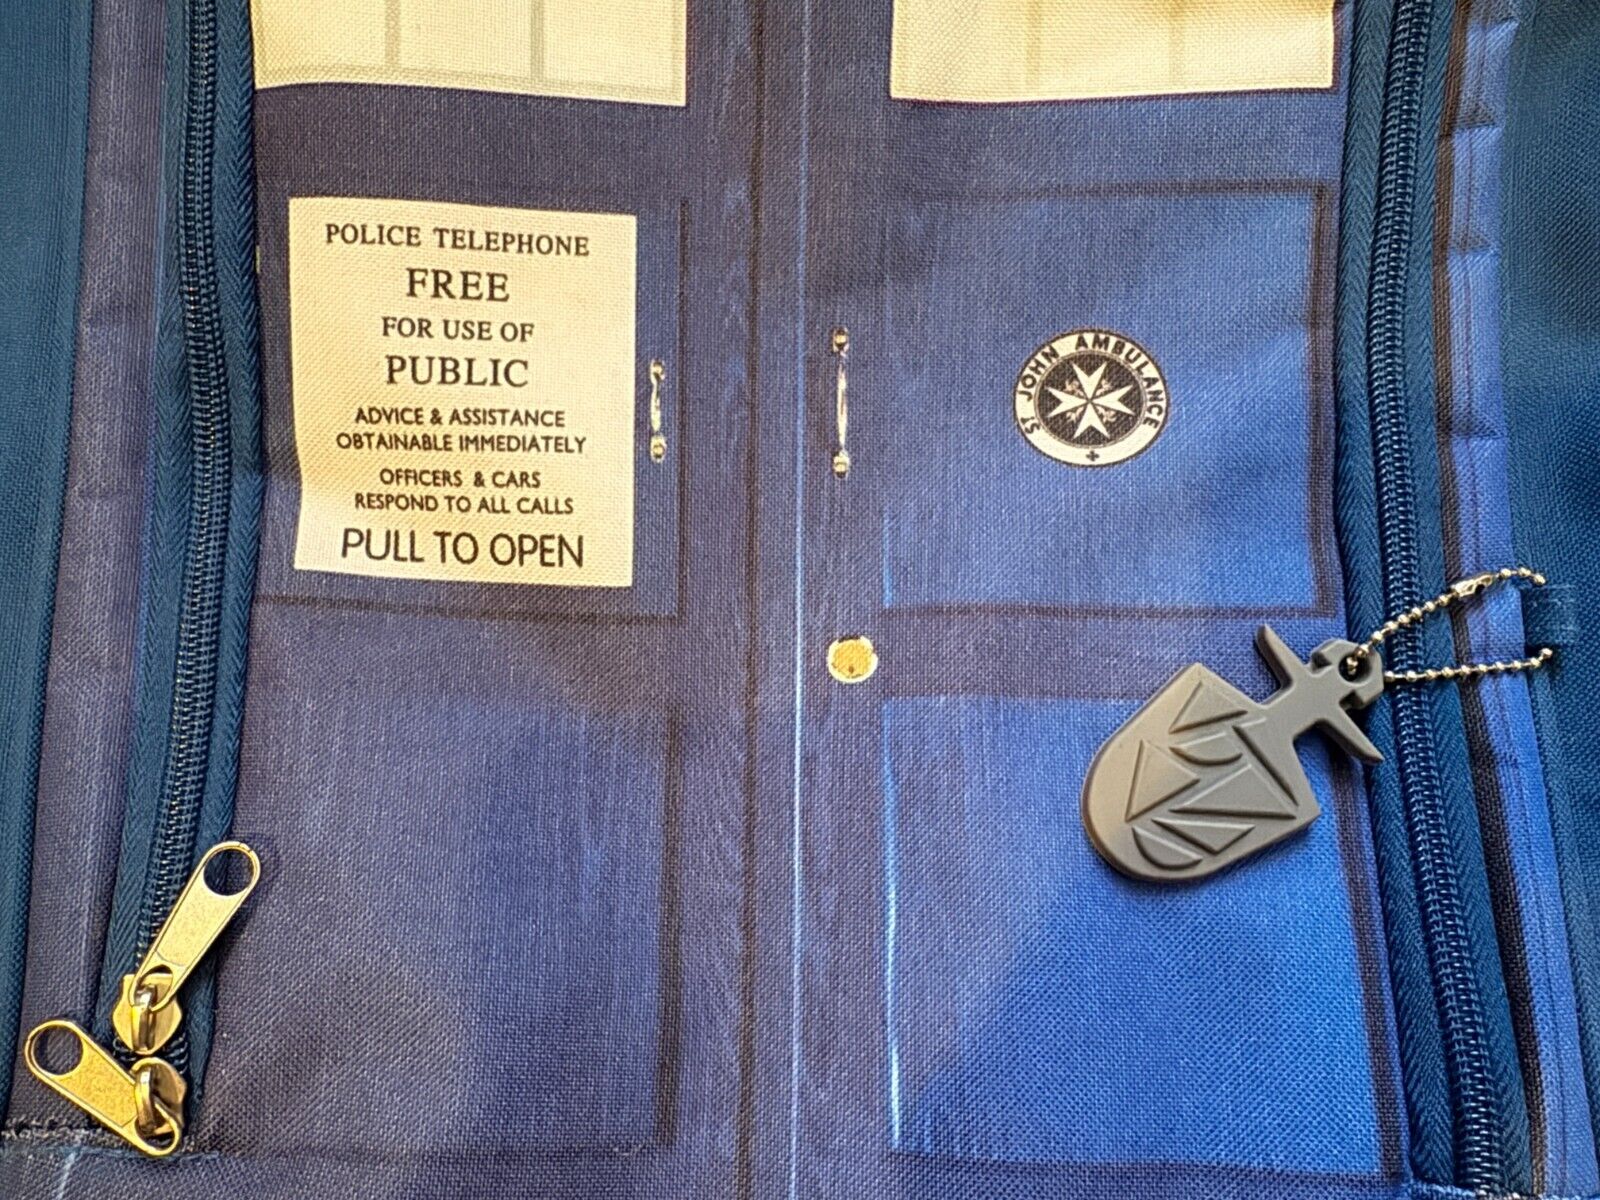 POLICE TELEPHONE
FREE
FOR USE OF
PUBLIC
ADVICE & ASSISTANCE
OBTAINABLE IMMEDIATELY
OFFICERS & CARS
RESPOND TO ALL CALLS
PULL TO OPEN
ST JOHN AMBULANCE